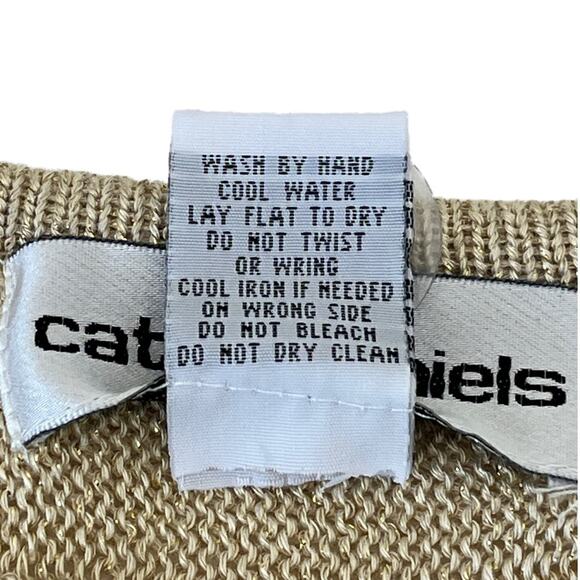 WASH BY HAND
COOL WATER
LAY FLAT TO DRY
DO NOT TWIST
OR WRING
COOL IRON IF NEEDED
ON WRONG SIDE
DO NOT BLEACH
DO NOT DRY CLEAN
cat niels